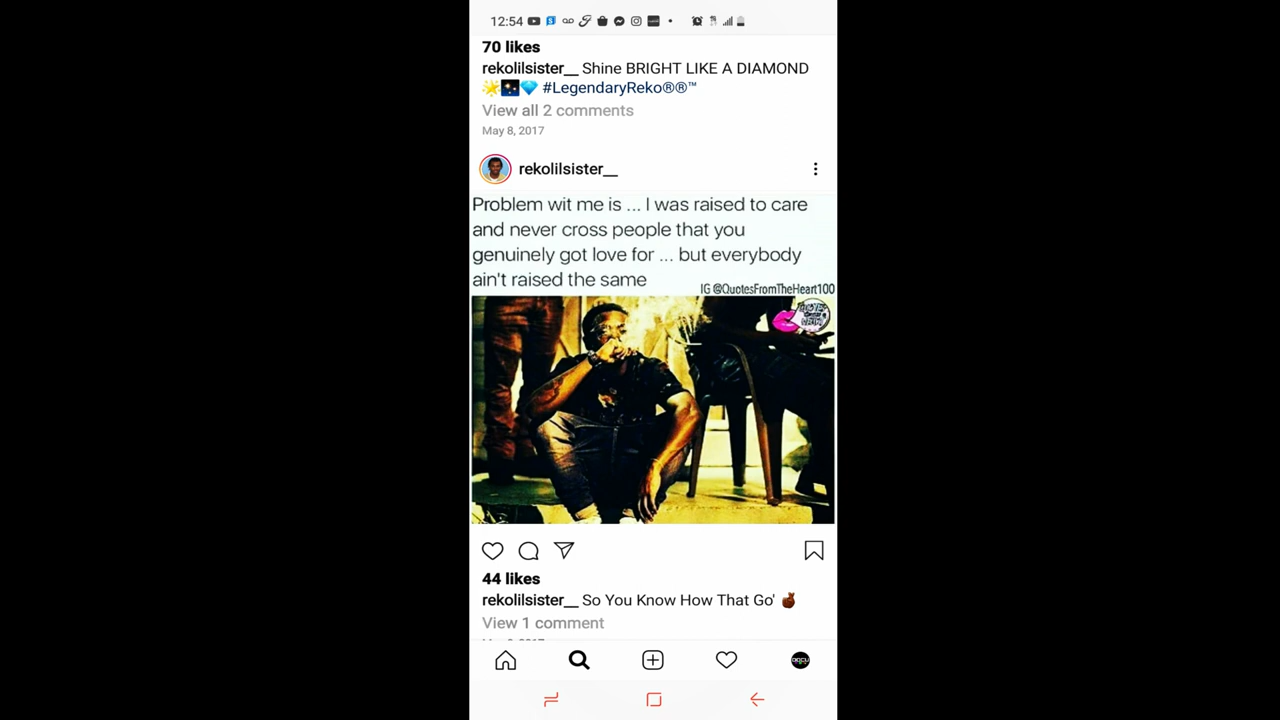 12:54
70 likes
rekolilsister__ Shine BRIGHT LIKE A DIAMOND
🌟🌃💎 #LegendaryReko®®™
View all 2 comments
May 8, 2017
rekolilsister__
Problem wit me is ... I was raised to care
and never cross people that you
genuinely got love for ... but everybody
ain't raised the same
IG @QuotesFromTheHeart100
44 likes
rekolilsister__ So You Know How That Go' 🤞🏾
View 1 comment